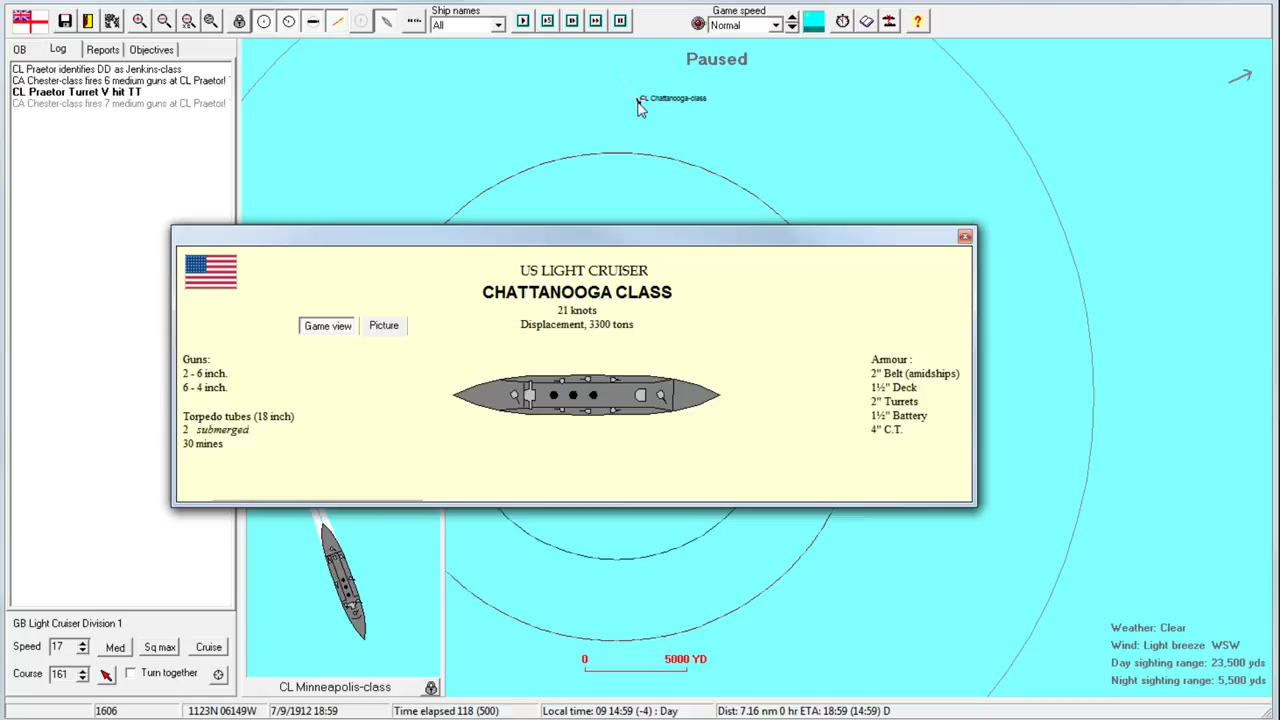 Ship names
All
Game speed
Normal
?
OB
Log
Reports
Objectives
CL Praetor identifies DD as Jenkins-class
CA Chester-class fires 6 medium guns at CL Praetor!
CL Praetor Turret V hit TT
CA Chester-class fires 7 medium guns at CL Praetor!
Paused
CL Chattanooga-class
US LIGHT CRUISER
CHATTANOOGA CLASS
21 knots
Displacement, 3300 tons
Game view
Picture
Guns:
2 - 6 inch.
6 - 4 inch.
Torpedo tubes (18 inch)
2 submerged
30 mines
Armour :
2" Belt (amidships)
1½" Deck
2" Turrets
1½" Battery
4" C.T.
GB Light Cruiser Division 1
Speed 17 Med Sq max Cruise
Course 161 Turn together
CL Minneapolis-class
0 5000 YD
Weather: Clear
Wind: Light breeze WSW
Day sighting range: 23,500 yds
Night sighting range: 5,500 yds
1606
1123N 06149W
7/9/1912 18:59
Time elapsed 118 (500)
Local time: 09 14:59 (-4) : Day
Dist: 7.16 nm 0 hr ETA: 18:59 (14:59) D